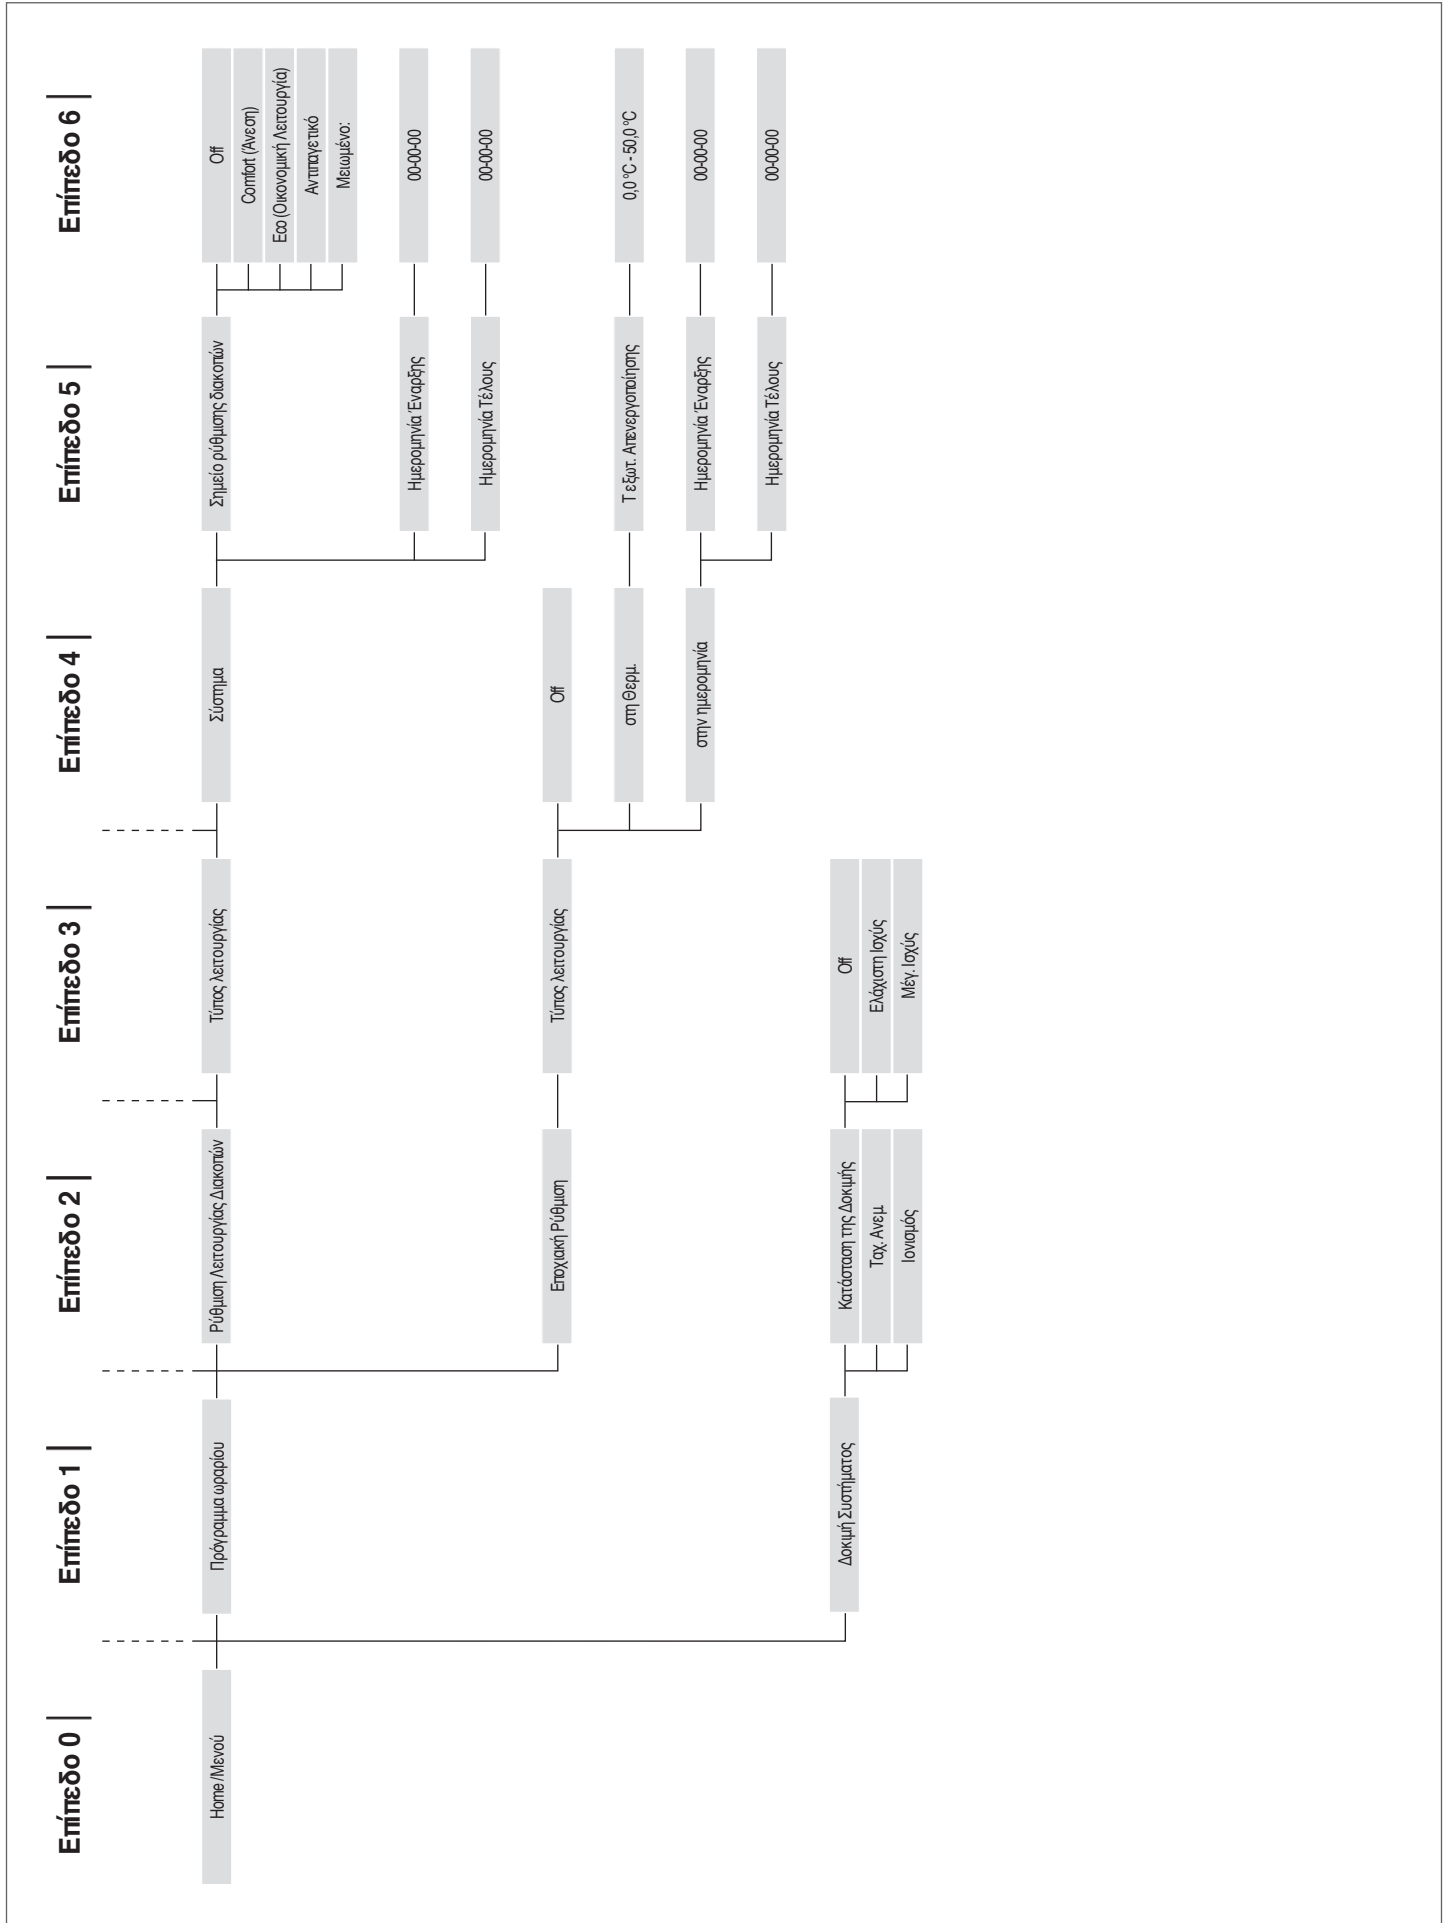 Επίπεδο 0
Επίπεδο 1
Επίπεδο 2
Επίπεδο 3
Επίπεδο 4
Επίπεδο 5
Επίπεδο 6
Home /Μενού
Πρόγραμμα ωραρίου
Ρύθμιση Λειτουργίας Διακοπών
Τύπος λειτουργίας
Σύστημα
Σημείο ρύθμισης διακοπών
Off
Comfort (Άνεση)
Eco (Οικονομική Λειτουργία)
Αντιπαγετικό
Μειωμένο:
Ημερομηνία Έναρξης
00-00-00
Ημερομηνία Τέλους
00-00-00
Εποχιακή Ρύθμιση
Τύπος λειτουργίας
Off
στη Θερμ.
Τ εξωτ. Απενεργοποίησης
0,0 °C - 50,0 °C
στην ημερομηνία
Ημερομηνία Έναρξης
00-00-00
Ημερομηνία Τέλους
00-00-00
Δοκιμή Συστήματος
Κατάσταση της Δοκιμής
Off
Ταχ. Ανεμ.
Ελάχιστη Ισχύς
Ιονισμός
Μέγ. Ισχύς